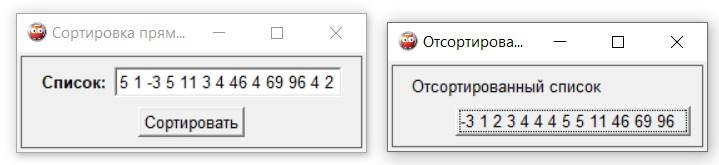 Сортировка прям...
Список: 5 1 -3 5 11 3 4 46 4 69 96 4 2
Сортировать
Отсортирова...
Отсортированный список
-3 1 2 3 4 4 4 5 5 11 46 69 96